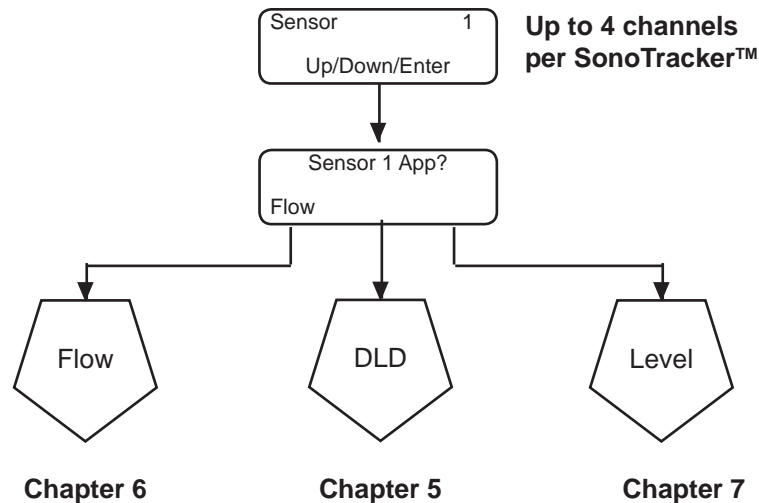 Sensor 1
Up/Down/Enter
Up to 4 channels
per SonoTracker™
Sensor 1 App?
Flow
Flow
DLD
Level
Chapter 6
Chapter 5
Chapter 7